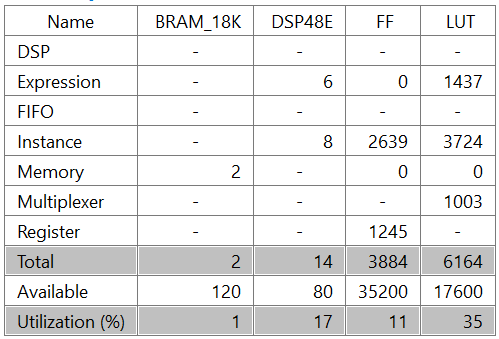 Name BRAM_18K DSP48E FF LUT
DSP - - - -
Expression - 6 0 1437
FIFO - - - -
Instance - 8 2639 3724
Memory 2 - 0 0
Multiplexer - - - 1003
Register - - 1245 -
Total 2 14 3884 6164
Available 120 80 35200 17600
Utilization (%) 1 17 11 35